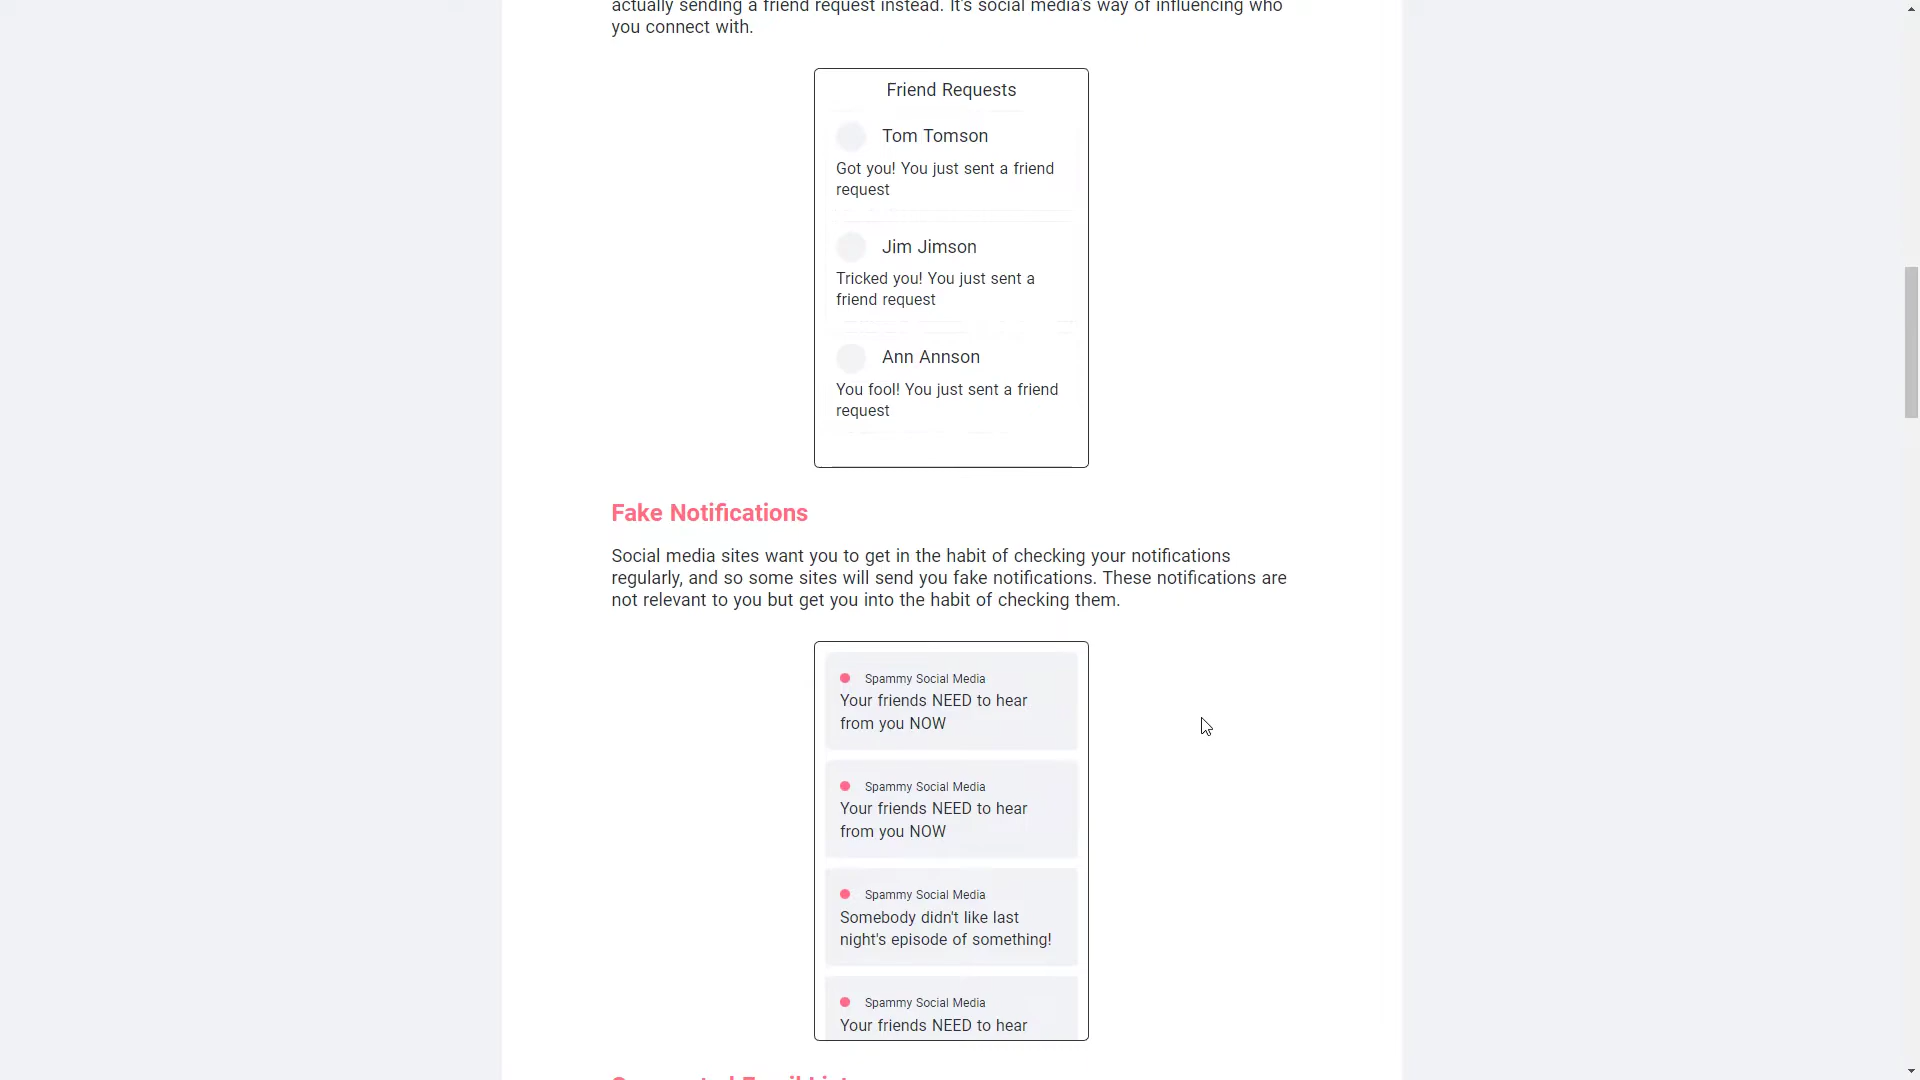 actually sending a friend request instead. It's social media's way of influencing who
you connect with.
Friend Requests
Tom Tomson
Got you! You just sent a friend
request
Jim Jimson
Tricked you! You just sent a
friend request
Ann Annson
You fool! You just sent a friend
request
Fake Notifications
Social media sites want you to get in the habit of checking your notifications
regularly, and so some sites will send you fake notifications. These notifications are
not relevant to you but get you into the habit of checking them.
Spammy Social Media
Your friends NEED to hear
from you NOW
Spammy Social Media
Your friends NEED to hear
from you NOW
Spammy Social Media
Somebody didn't like last
night's episode of something!
Spammy Social Media
Your friends NEED to hear